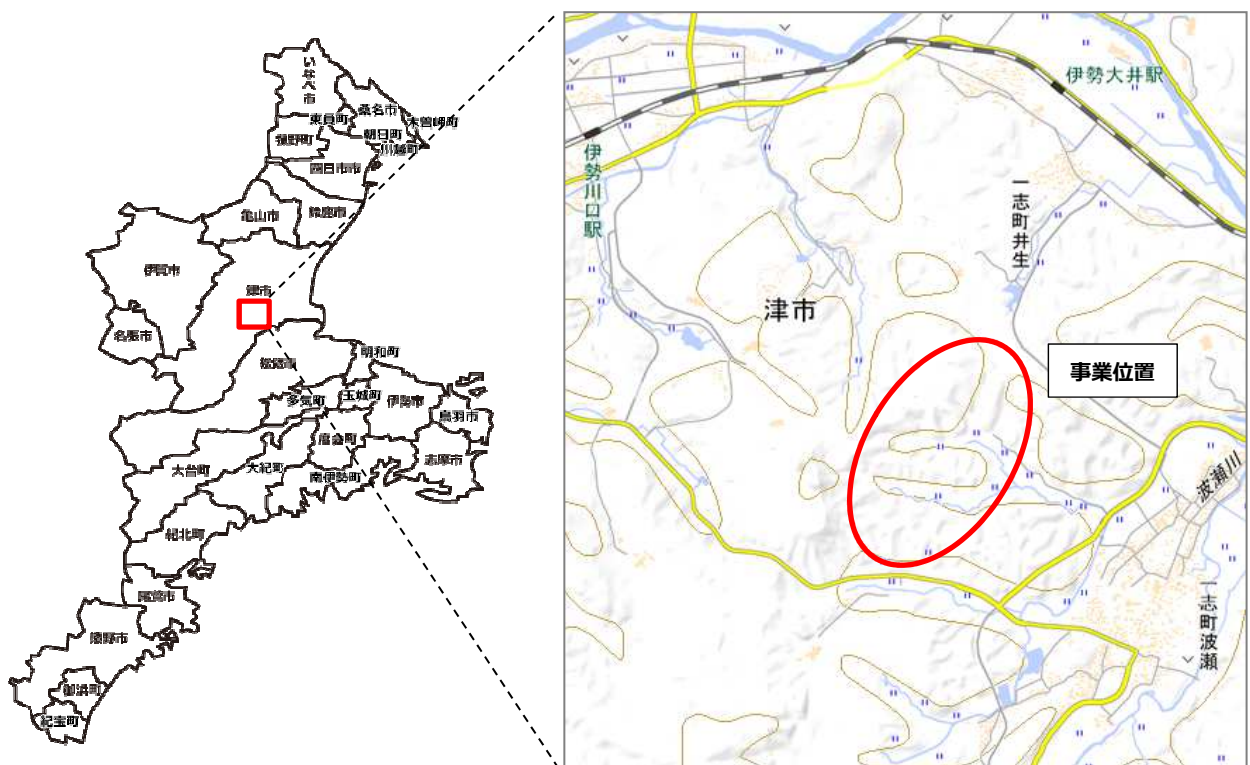 いなべ市
桑名市
東員町
木曽岬町
朝日町
菰野町
川越町
四日市市
亀山市
鈴鹿市
伊賀市
津市
名張市
松阪市
明和町
多気町
玉城町
伊勢市
鳥羽市
度会町
志摩市
大台町
大紀町
南伊勢町
紀北町
尾鷲市
熊野市
御浜町
紀宝町
伊勢大井駅
伊勢川口駅
一志町井生
津市
事業位置
波瀬川
一志町波瀬